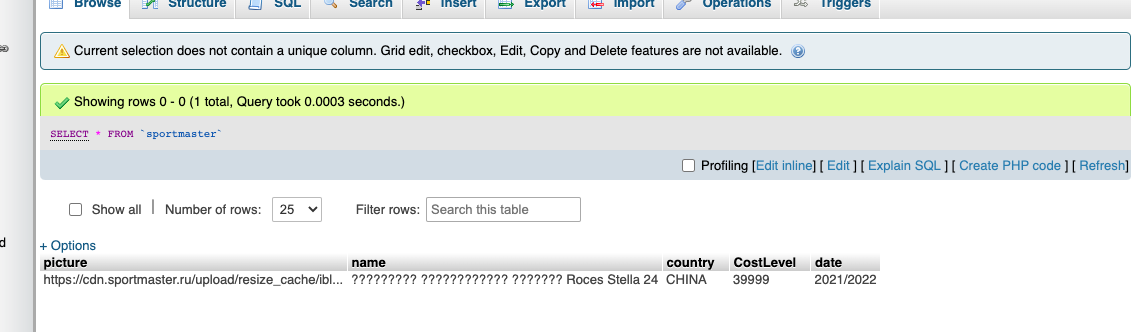 Browse Structure SQL Search Insert Export Import Operations Triggers
Current selection does not contain a unique column. Grid edit, checkbox, Edit, Copy and Delete features are not available.
Showing rows 0 - 0 (1 total, Query took 0.0003 seconds.)
SELECT * FROM `sportmaster`
Profiling [Edit inline] [ Edit ] [ Explain SQL ] [ Create PHP code ] [ Refresh]
Show all | Number of rows: 25 Filter rows: Search this table
+ Options
picture name country CostLevel date
https://cdn.sportmaster.ru/upload/resize_cache/ibl... ????????? ???????????? ??????? Roces Stella 24 CHINA 39999 2021/2022